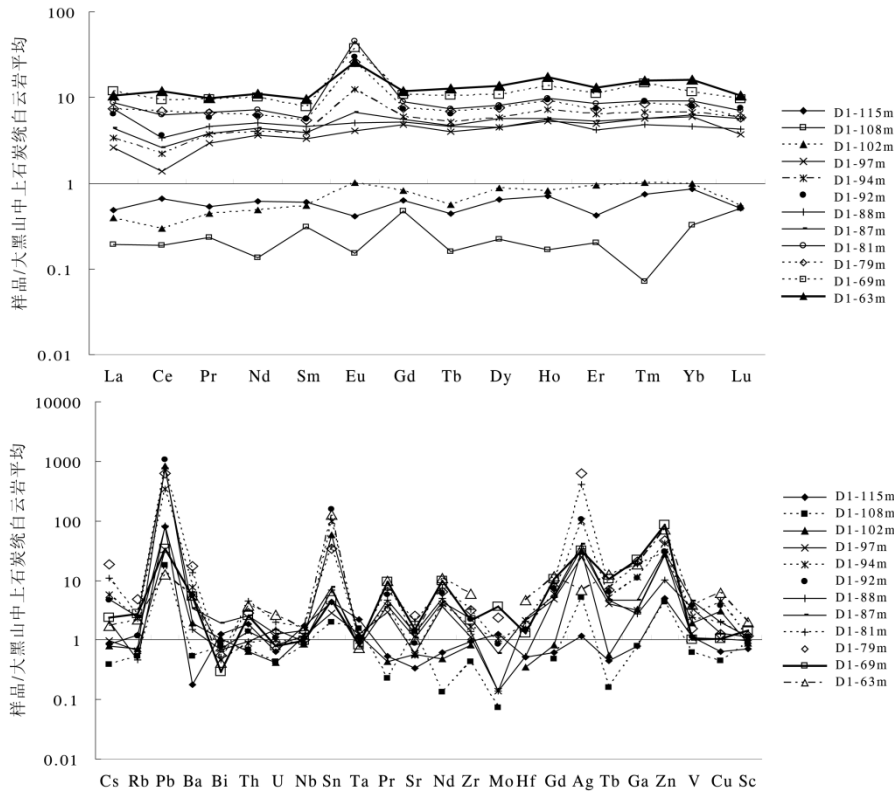 样品/大黑山中上石炭统白云岩平均
100
10
1
0.1
0.01
La Ce Pr Nd Sm Eu Gd Tb Dy Ho Er Tm Yb Lu
D1-115m
D1-108m
D1-102m
D1-97m
D1-94m
D1-92m
D1-88m
D1-87m
D1-81m
D1-79m
D1-69m
D1-63m
样品/大黑山中上石炭统白云岩平均
10000
1000
100
10
1
0.1
0.01
Cs Rb Pb Ba Bi Th U Nb Sn Ta Pr Sr Nd Zr Mo Hf Gd Ag Tb Ga Zn V Cu Sc
D1-115m
D1-108m
D1-102m
D1-97m
D1-94m
D1-92m
D1-88m
D1-87m
D1-81m
D1-79m
D1-69m
D1-63m